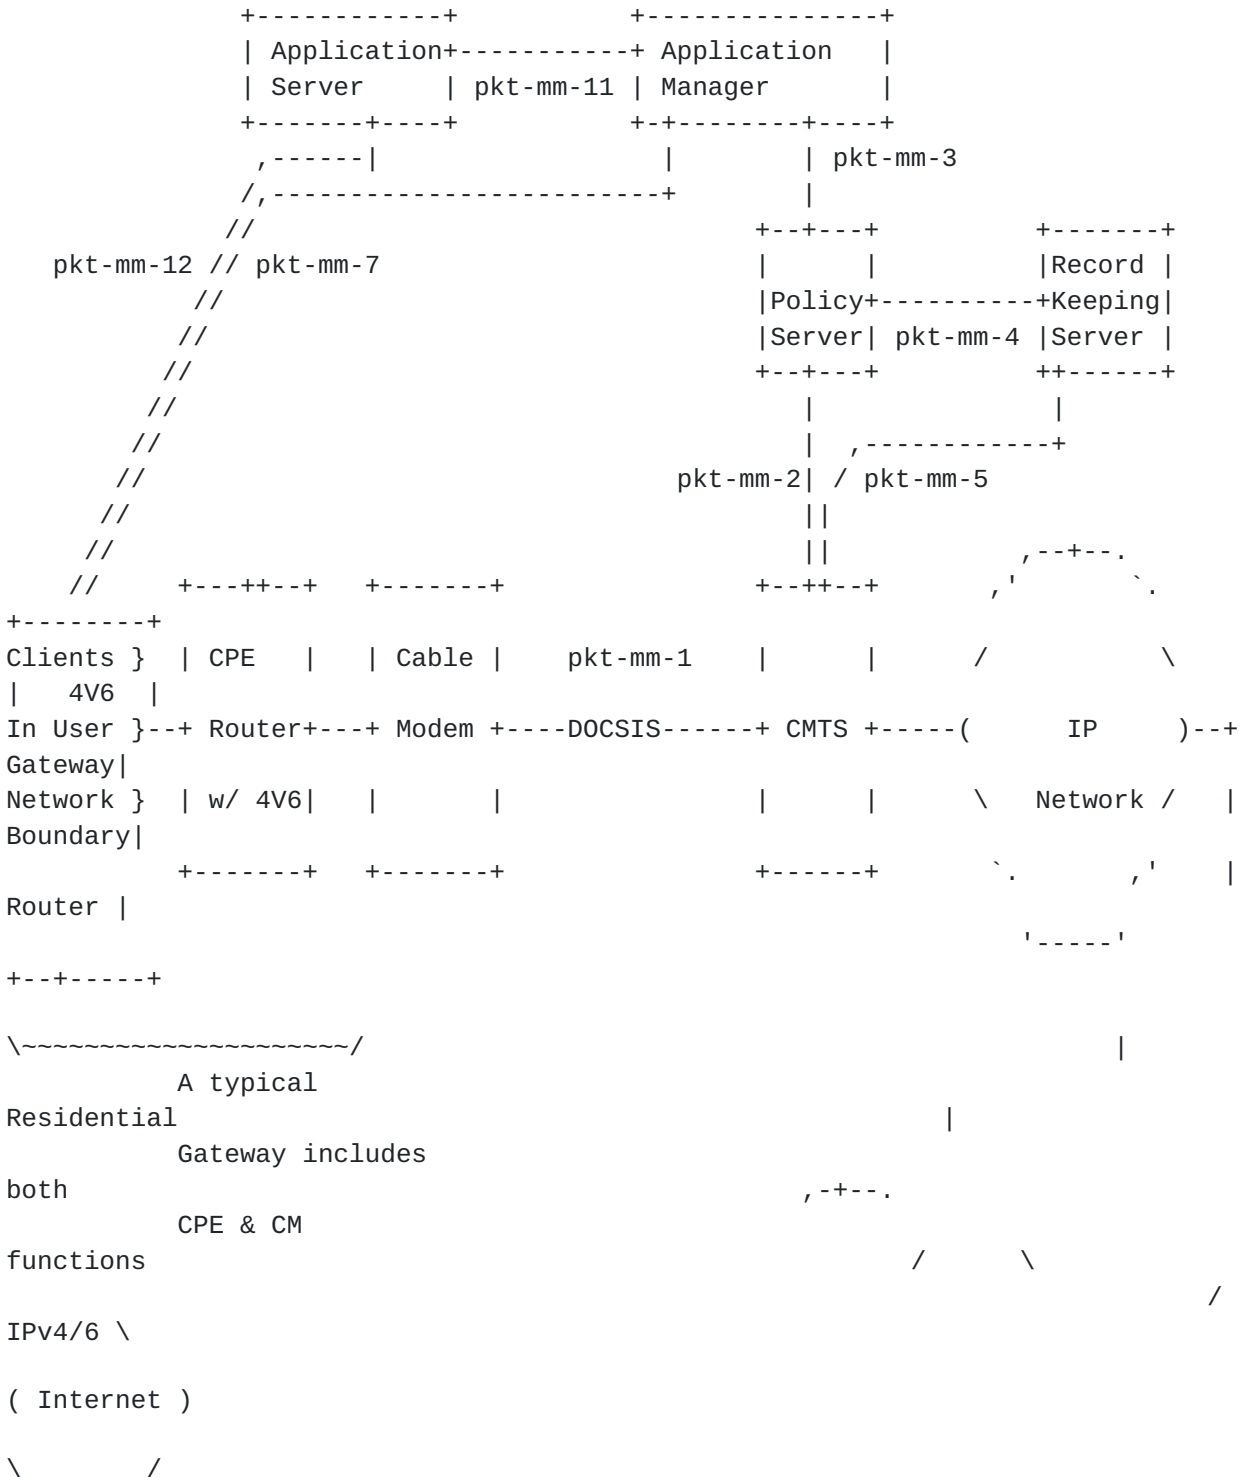 +------------+           +---------------+
                | Application+-----------+ Application   |
                | Server     | pkt-mm-11 | Manager       |
                +-------+----+           +-+--------+----+
                 ,------|                  |        | pkt-mm-3
                /,-------------------------+        |
               //                                +--+---+          +-------+
    pkt-mm-12 // pkt-mm-7                        |      |          |Record |
             //                                  |Policy+----------+Keeping|
            //                                   |Server| pkt-mm-4 |Server |
           //                                    +--+---+          ++------+
          //                                        |               |
         //                                         |  ,------------+
        //                                  pkt-mm-2| / pkt-mm-5
       //                                           ||
      //                                            ||            ,--+--.
     //     +---++--+   +-------+                +--++--+       ,'       `.
+--------+
Clients }  | CPE   |   | Cable |    pkt-mm-1    |      |      /           \
|   4V6  |
In User }--+ Router+---+ Modem +----DOCSIS------+ CMTS +-----(      IP     )--+
Gateway|
Network }  | w/ 4V6|   |       |                |      |      \   Network /   |
Boundary|
           +-------+   +-------+                +------+       `.       ,'    |
Router |
                                                                 '-----'
+--+-----+

\~~~~~~~~~~~~~~~~~~~~~/                                                |
           A typical
Residential                                                 |
           Gateway includes
both                                               ,-+--.
           CPE & CM
functions                                                 /      \
                                                                             /
IPv4/6 \

( Internet )

\        /